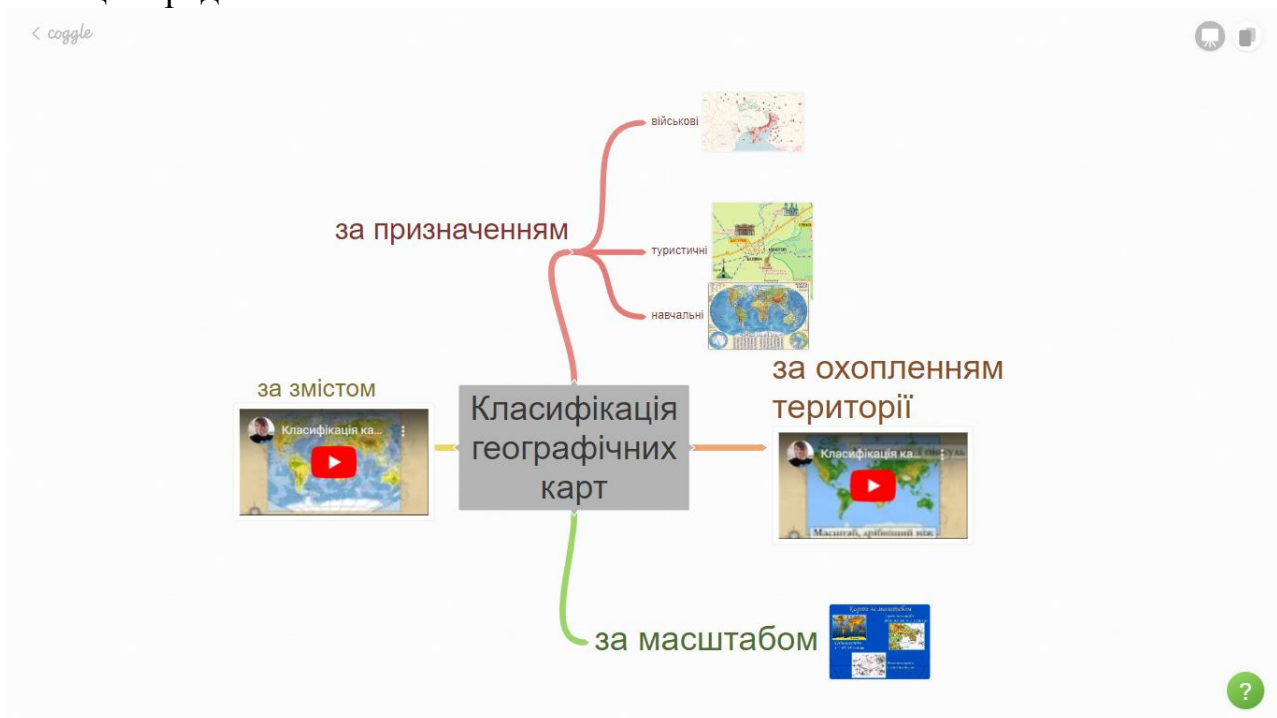 coggle
військові
за призначенням
туристичні
навчальні
за охопленням
території
за змістом
Класифікація ка...
Класифікація
географічних
карт
Класифікація ка...
Масштаб, дрібніший ніж
за масштабом
Карти за масштабом
?